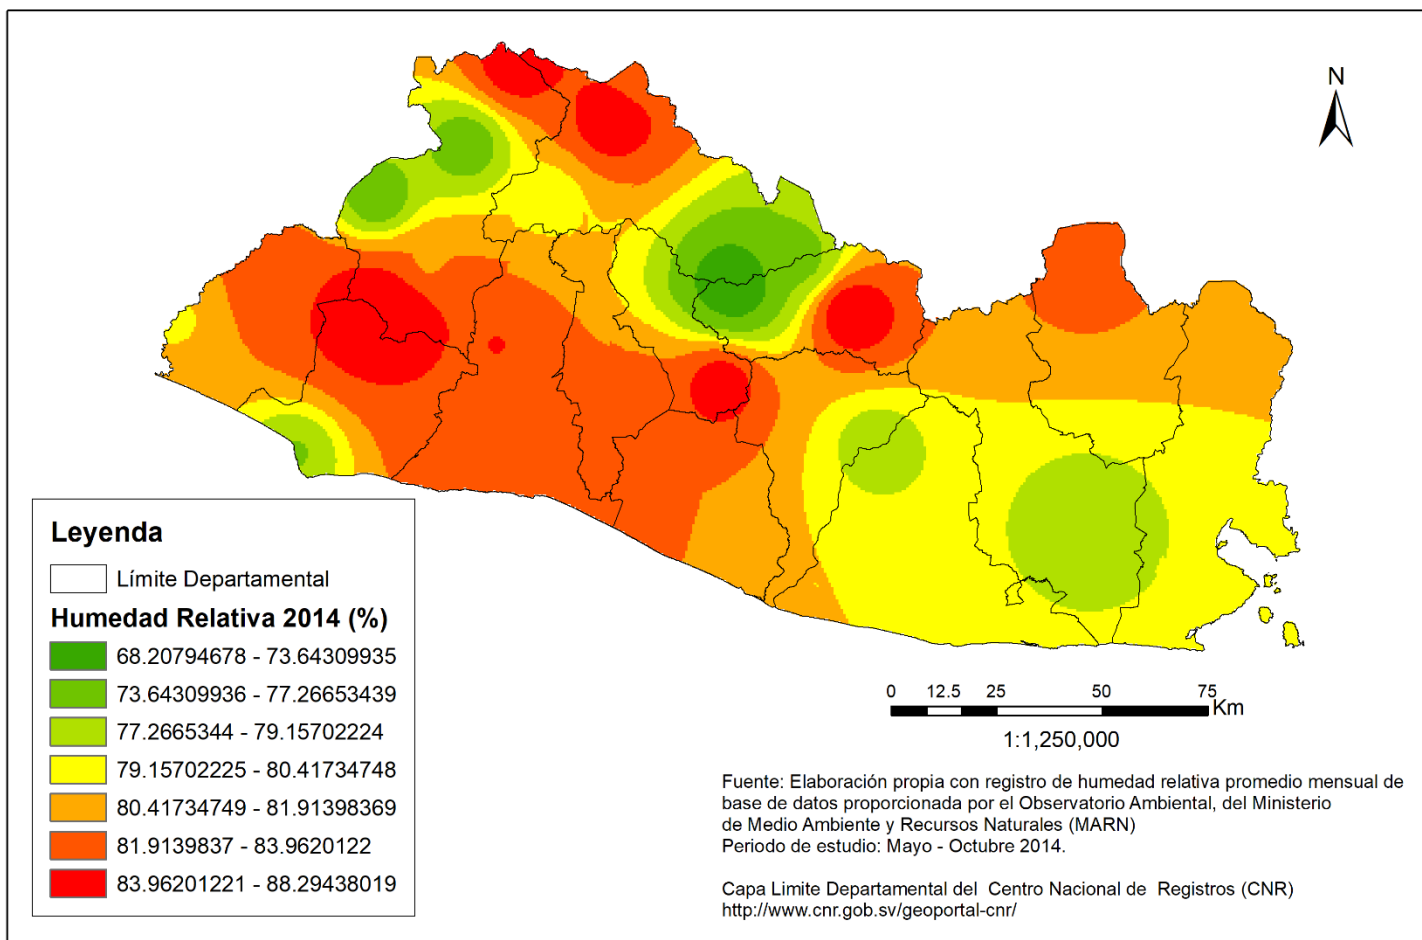 N
Leyenda
Límite Departamental
Humedad Relativa 2014 (%)
68.20794678 - 73.64309935
73.64309936 - 77.26653439
77.2665344 - 79.15702224
79.15702225 - 80.41734748
80.41734749 - 81.91398369
81.9139837 - 83.9620122
83.96201221 - 88.29438019
0 12.5 25 50 75
Km
1:1,250,000
Fuente: Elaboración propia con registro de humedad relativa promedio mensual de
base de datos proporcionada por el Observatorio Ambiental, del Ministerio
de Medio Ambiente y Recursos Naturales (MARN)
Periodo de estudio: Mayo - Octubre 2014.
Capa Limite Departamental del Centro Nacional de Registros (CNR)
http://www.cnr.gob.sv/geoportal-cnr/